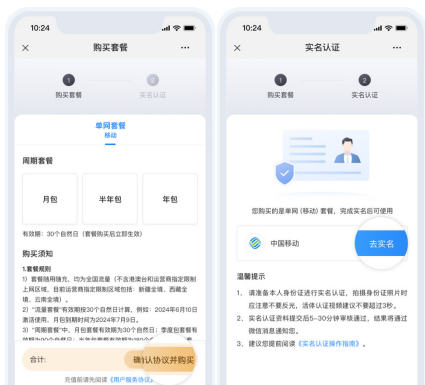 10:24
购买套餐
1
2
购买套餐
实名认证
单网套餐
移动
周期套餐
月包
半年包
年包
有效期：30个自然日（套餐购买后立即生效）
购买须知
1.套餐规则
1）套餐随用随充，均为全国流量（不含港澳台和运营商指定限制
上网区域，目前运营商指定限制区域包括：新疆全境、西藏全
境、云南全境）。
2）“流量套餐”有效期按30个自然日计算，例如：2024年6月10日
激活使用，月包到期时间为2024年7月9日。
3）“周期套餐”中，月包套餐有效期为30个自然日；季度包套餐有
效期为90个自然日；半年包套餐有效期为180个
合计：
确认协议并购买
充值前请先阅读《用户服务协议》
10:24
实名认证
1
2
购买套餐
实名认证
您购买的是单网 (移动) 套餐，完成实名后可使用
中国移动
去实名
温馨提示
1、请准备本人身份证进行实名认证，拍摄身份证照片时
应注意不要反光，活体认证视频建议不要超过3秒。
2、实名认证资料提交后5-30分钟审核通过，结果将通过
微信消息通知您。
3、建议您提前阅读《实名认证操作指南》。